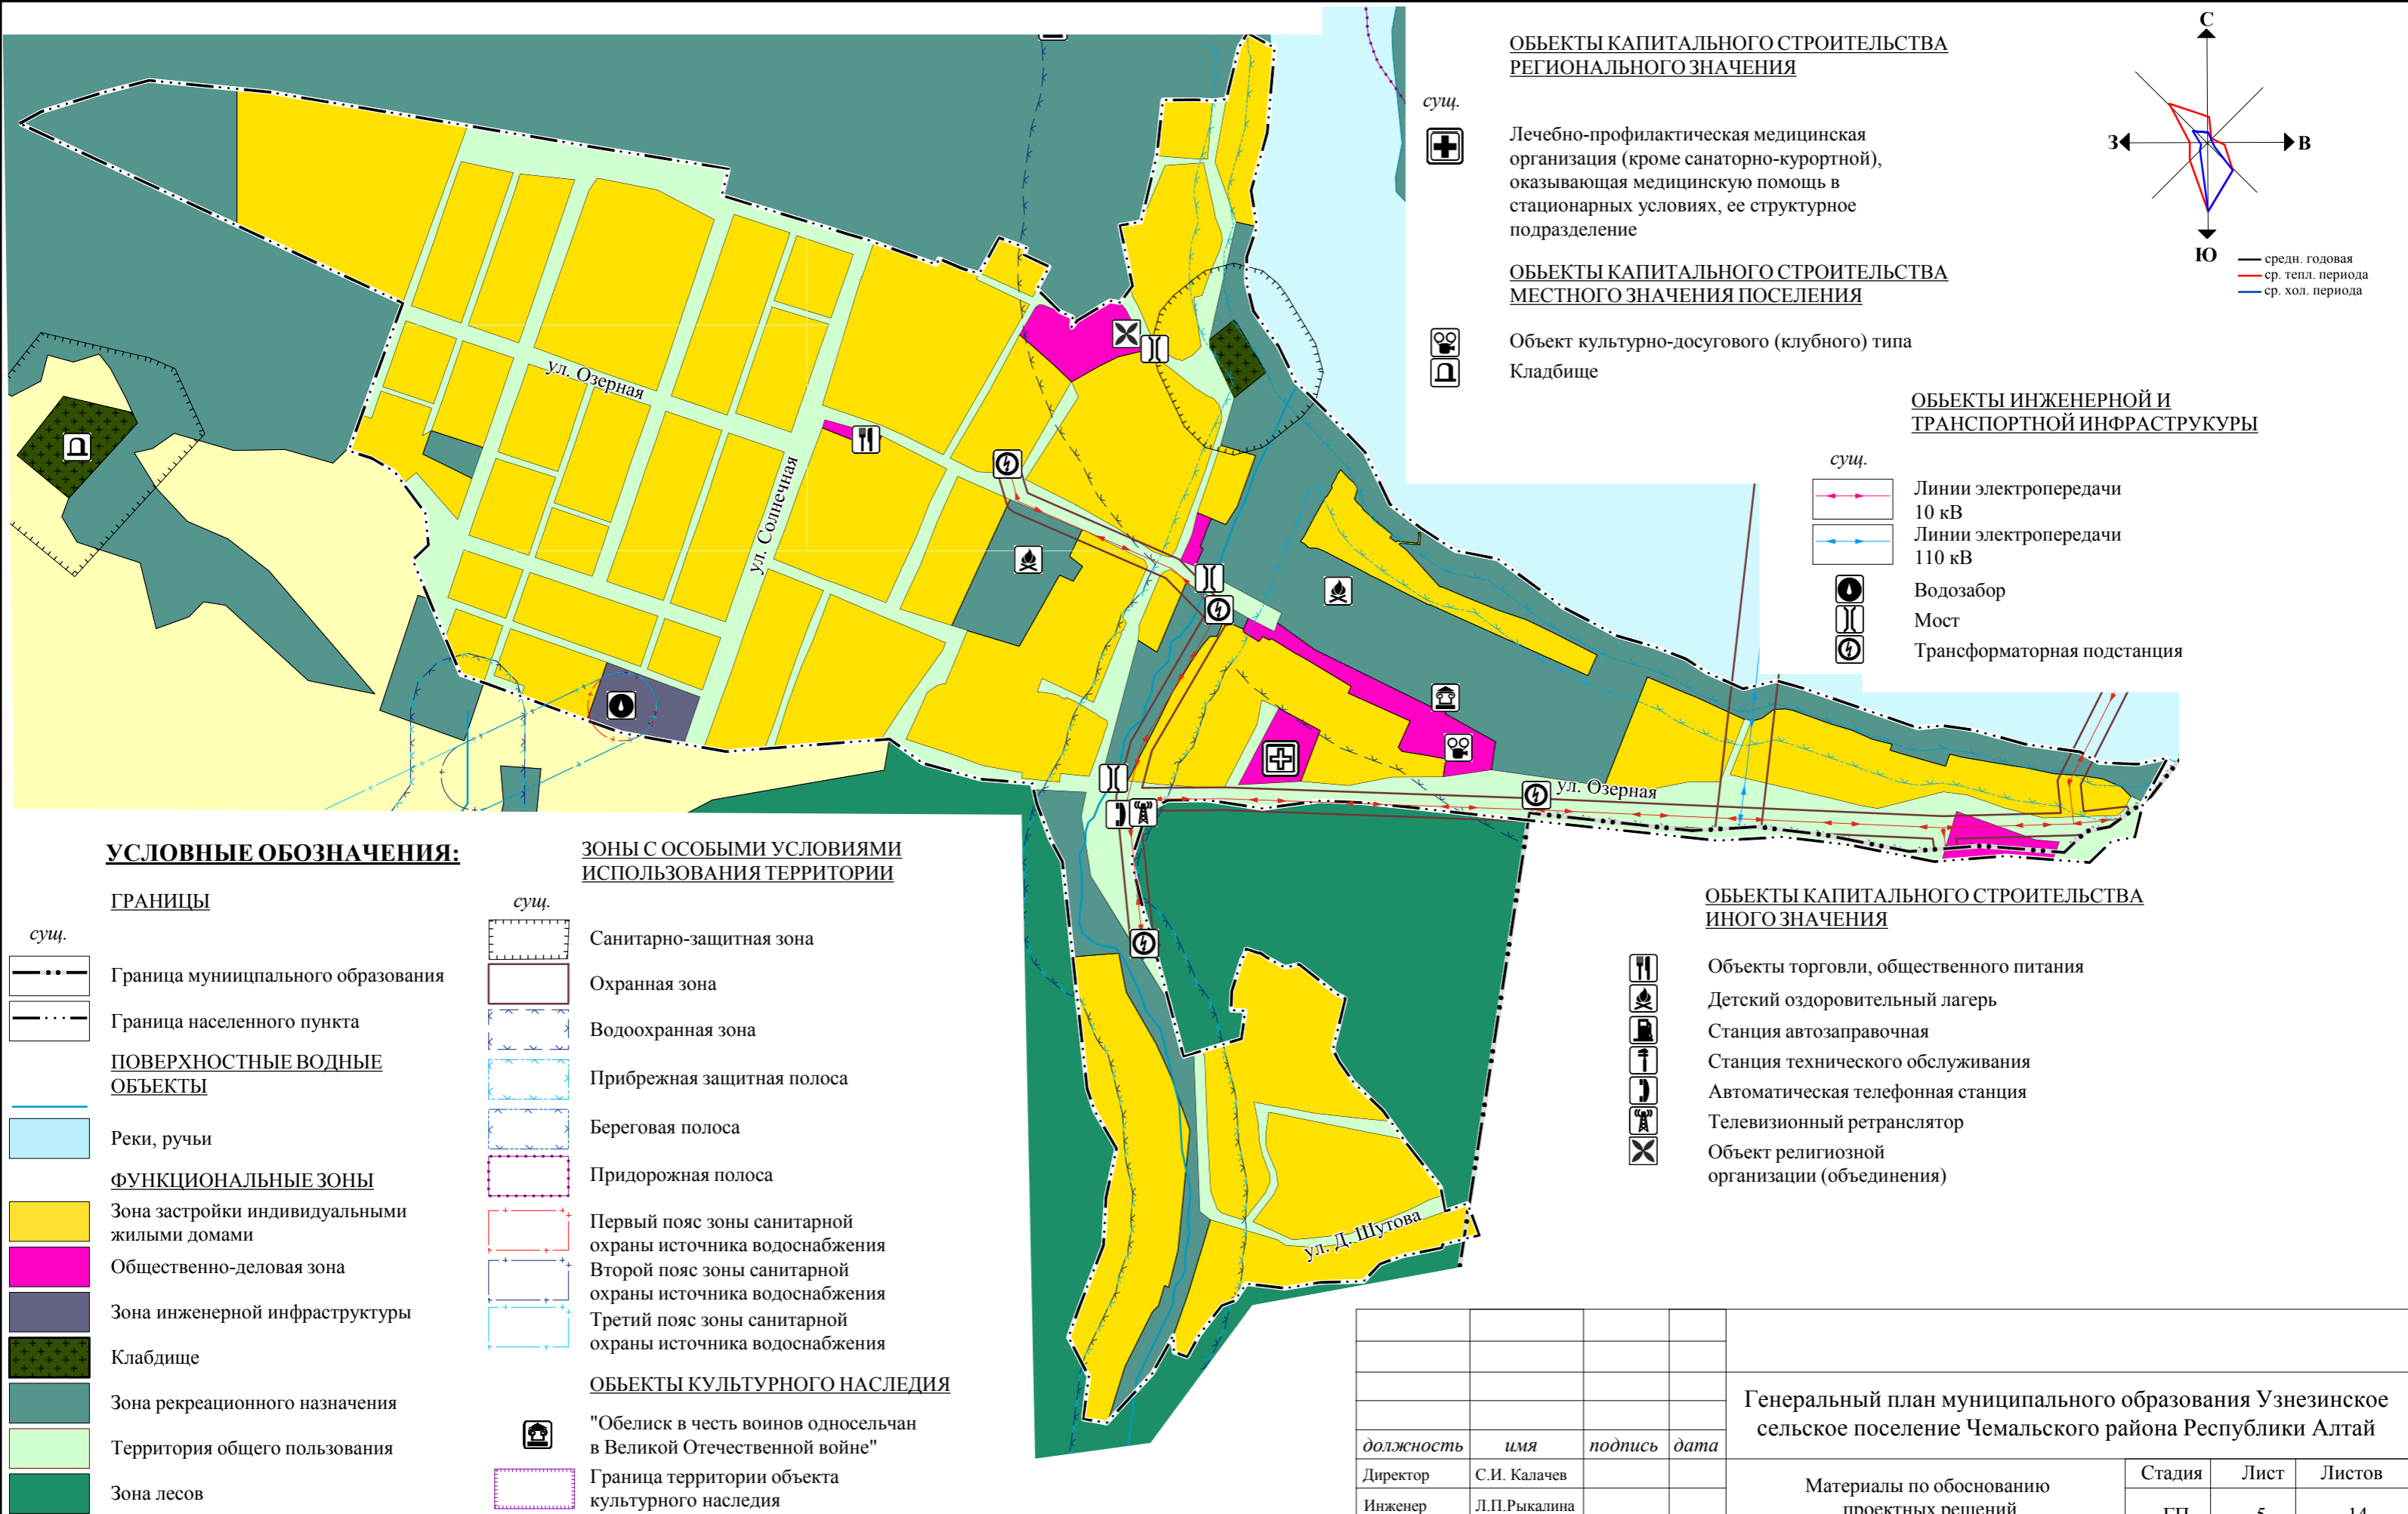 ОБЬЕКТЫ КАПИТАЛЬНОГО СТРОИТЕЛЬСТВА
РЕГИОНАЛЬНОГО ЗНАЧЕНИЯ
сущ.
Лечебно-профилактическая медицинская
организация (кроме санаторно-курортной),
оказывающая медицинскую помощь в
стационарных условиях, ее структурное
подразделение
ОБЬЕКТЫ КАПИТАЛЬНОГО СТРОИТЕЛЬСТВА
МЕСТНОГО ЗНАЧЕНИЯ ПОСЕЛЕНИЯ
Объект культурно-досугового (клубного) типа
Кладбище
С
З
В
Ю
средн. годовая
ср. тепл. периода
ср. хол. периода
ОБЬЕКТЫ ИНЖЕНЕРНОЙ И
ТРАНСПОРТНОЙ ИНФРАСТРУКУРЫ
сущ.
Линии электропередачи
10 кВ
Линии электропередачи
110 кВ
Водозабор
Мост
Трансформаторная подстанция
ул. Озерная
ул. Солнечная
ул. Озерная
ул. Д. Шутова
УСЛОВНЫЕ ОБОЗНАЧЕНИЯ:
ГРАНИЦЫ
сущ.
Граница муниицпального образования
Граница населенного пункта
ПОВЕРХНОСТНЫЕ ВОДНЫЕ
ОБЪЕКТЫ
Реки, ручьи
ФУНКЦИОНАЛЬНЫЕ ЗОНЫ
Зона застройки индивидуальными
жилыми домами
Общественно-деловая зона
Зона инженерной инфраструктуры
Клабдище
Зона рекреационного назначения
Территория общего пользования
Зона лесов
ЗОНЫ С ОСОБЫМИ УСЛОВИЯМИ
ИСПОЛЬЗОВАНИЯ ТЕРРИТОРИИ
сущ.
Санитарно-защитная зона
Охранная зона
Водоохранная зона
Прибрежная защитная полоса
Береговая полоса
Придорожная полоса
Первый пояс зоны санитарной
охраны источника водоснабжения
Второй пояс зоны санитарной
охраны источника водоснабжения
Третий пояс зоны санитарной
охраны источника водоснабжения
ОБЬЕКТЫ КУЛЬТУРНОГО НАСЛЕДИЯ
"Обелиск в честь воинов односельчан
в Великой Отечественной войне"
Граница территории объекта
культурного наследия
ОБЬЕКТЫ КАПИТАЛЬНОГО СТРОИТЕЛЬСТВА
ИНОГО ЗНАЧЕНИЯ
Объекты торговли, общественного питания
Детский оздоровительный лагерь
Станция автозаправочная
Станция технического обслуживания
Автоматическая телефонная станция
Телевизионный ретранслятор
Объект религиозной
организации (объединения)
Генеральный план муниципального образования Узнезинское
сельское поселение Чемальского района Республики Алтай
должность имя подпись дата
Директор С.И. Калачев
Инженер Л.П.Рыкалина
Материалы по обоснованию
проектных решений
Стадия Лист Листов
ГП 5 14